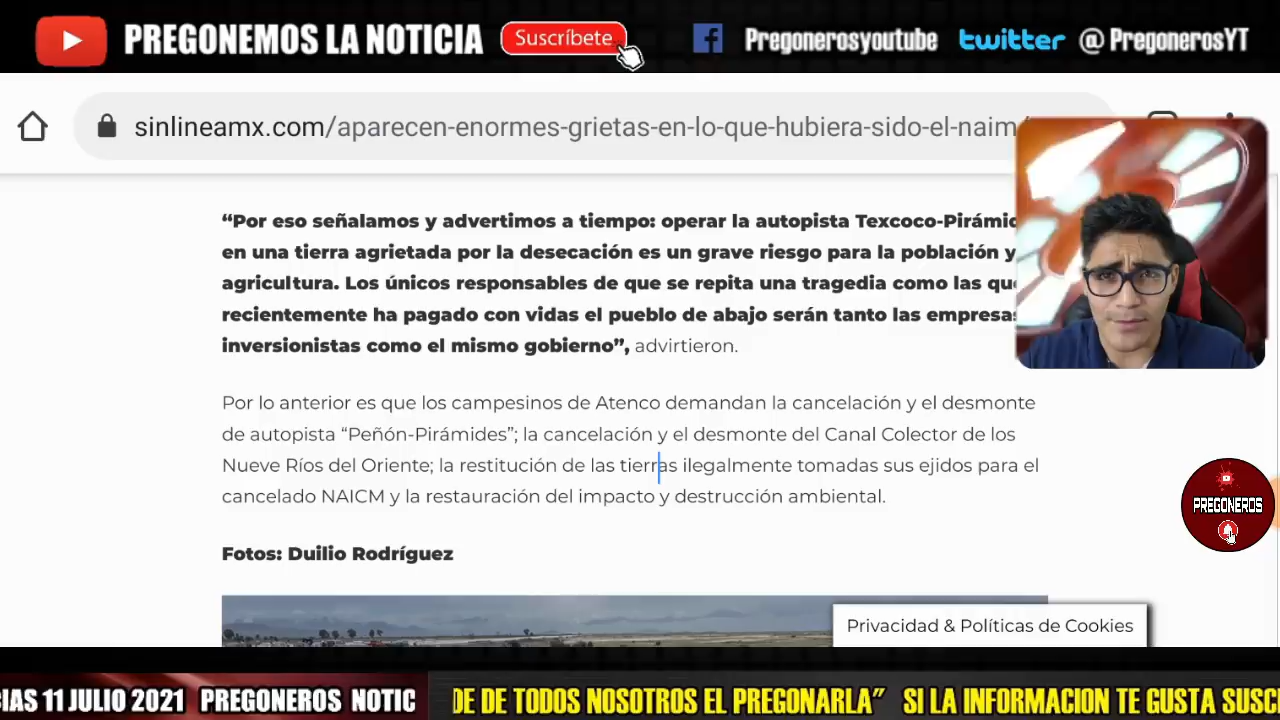 PREGONEMOS LA NOTICIA Suscríbete Pregonerosyoutube twitter @PregonerosYT
sinlineamx.com/aparecen-enormes-grietas-en-lo-que-hubiera-sido-el-naim/
“Por eso señalamos y advertimos a tiempo: operar la autopista Texcoco-Pirámid
en una tierra agrietada por la desecación es un grave riesgo para la población y
agricultura. Los únicos responsables de que se repita una tragedia como las que
recientemente ha pagado con vidas el pueblo de abajo serán tanto las empresas
inversionistas como el mismo gobierno”, advirtieron.
Por lo anterior es que los campesinos de Atenco demandan la cancelación y el desmonte
de autopista “Peñón-Pirámides”; la cancelación y el desmonte del Canal Colector de los
Nueve Ríos del Oriente; la restitución de las tierras ilegalmente tomadas sus ejidos para el
cancelado NAICM y la restauración del impacto y destrucción ambiental.
PREGONEROS
Fotos: Duilio Rodríguez
Privacidad & Políticas de Cookies
CIAS 11 JULIO 2021 PREGONEROS NOTIC DE DE TODOS NOSOTROS EL PREGONARLA” SI LA INFORMACION TE GUSTA SUSC